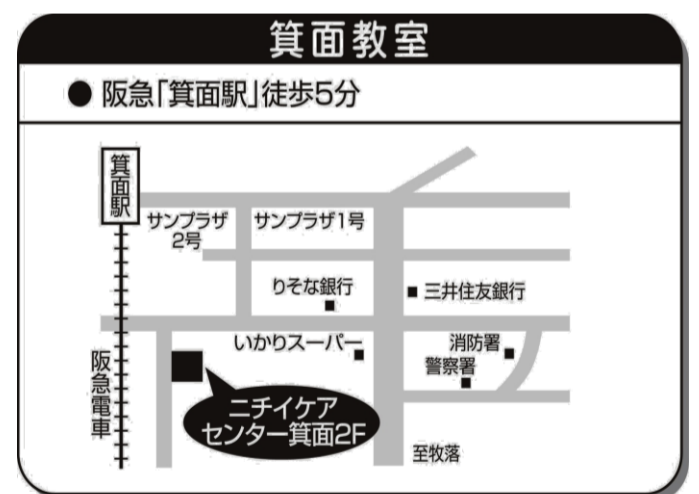 箕面教室
● 阪急「箕面駅」徒歩5分
箕面駅
サンプラザ
2号
サンプラザ1号
りそな銀行
三井住友銀行
いかりスーパー
消防署
警察署
阪急電車
ニチイケア
センター箕面2F
至牧落